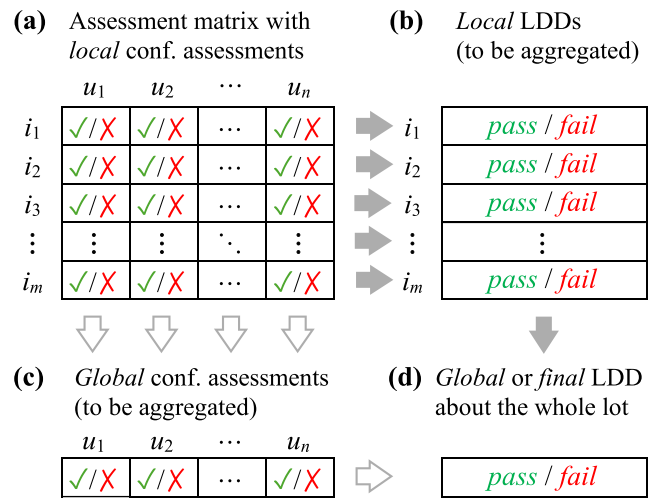 (a) Assessment matrix with
local conf. assessments
u1 u2 ⋯ un
i1 ✓/✗ ✓/✗ ⋯ ✓/✗
i2 ✓/✗ ✓/✗ ⋯ ✓/✗
i3 ✓/✗ ✓/✗ ⋯ ✓/✗
⋮ ⋮ ⋮ ⋱ ⋮
im ✓/✗ ✓/✗ ⋯ ✓/✗
(b) Local LDDs
(to be aggregated)
i1 pass / fail
i2 pass / fail
i3 pass / fail
⋮ ⋮
im pass / fail
(c) Global conf. assessments
(to be aggregated)
u1 u2 ⋯ un
✓/✗ ✓/✗ ⋯ ✓/✗
(d) Global or final LDD
about the whole lot
pass / fail